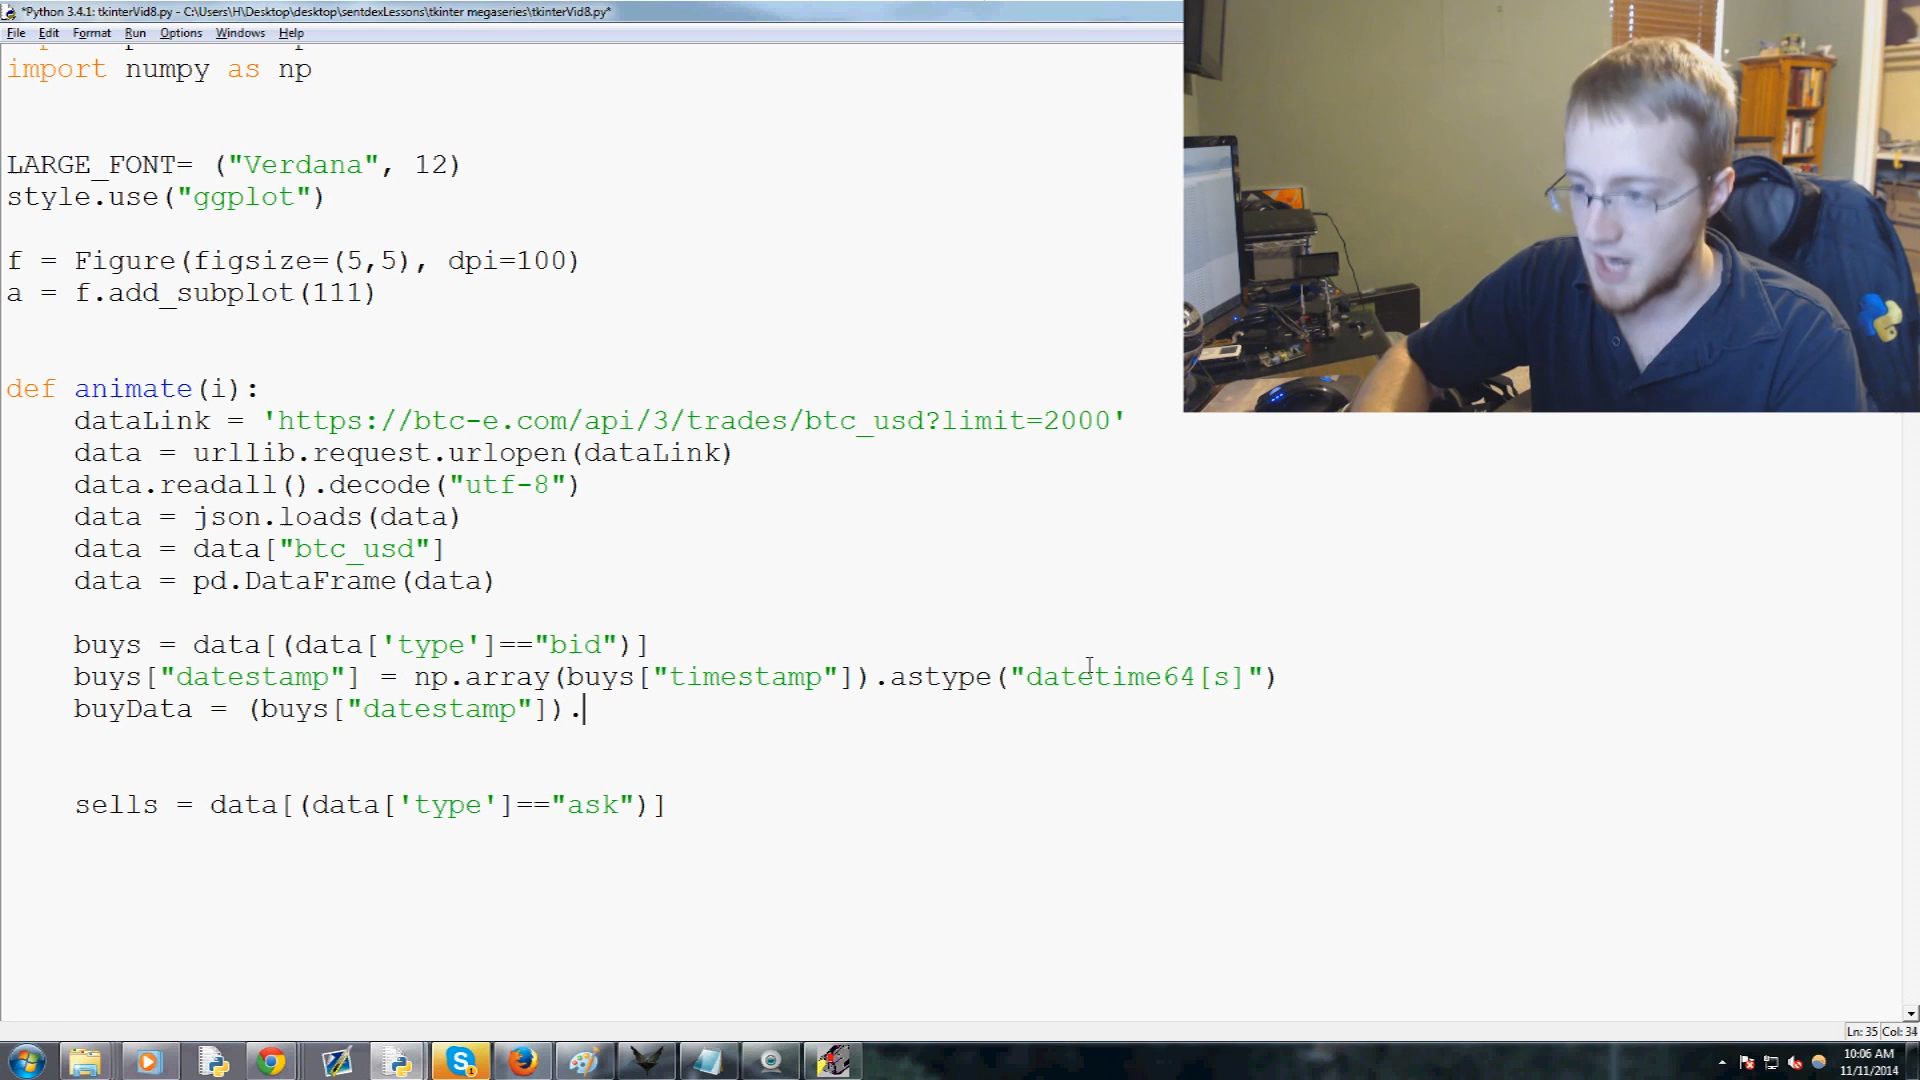 *Python 3.4.1: tkinterVid8.py - C:\Users\H\Desktop\desktop\sentdexLessons\tkinter megaseries\tkinterVid8.py*
File Edit Format Run Options Windows Help
import numpy as np
LARGE_FONT= ("Verdana", 12)
style.use("ggplot")
f = Figure(figsize=(5,5), dpi=100)
a = f.add_subplot(111)
def animate(i):
dataLink = 'https://btc-e.com/api/3/trades/btc_usd?limit=2000'
data = urllib.request.urlopen(dataLink)
data.readall().decode("utf-8")
data = json.loads(data)
data = data["btc_usd"]
data = pd.DataFrame(data)
buys = data[(data['type']=="bid")]
buys["datestamp"] = np.array(buys["timestamp"]).astype("datetime64[s]")
buyData = (buys["datestamp"]).
sells = data[(data['type']=="ask")]
Ln: 35 Col: 34
10:06 AM
11/11/2014